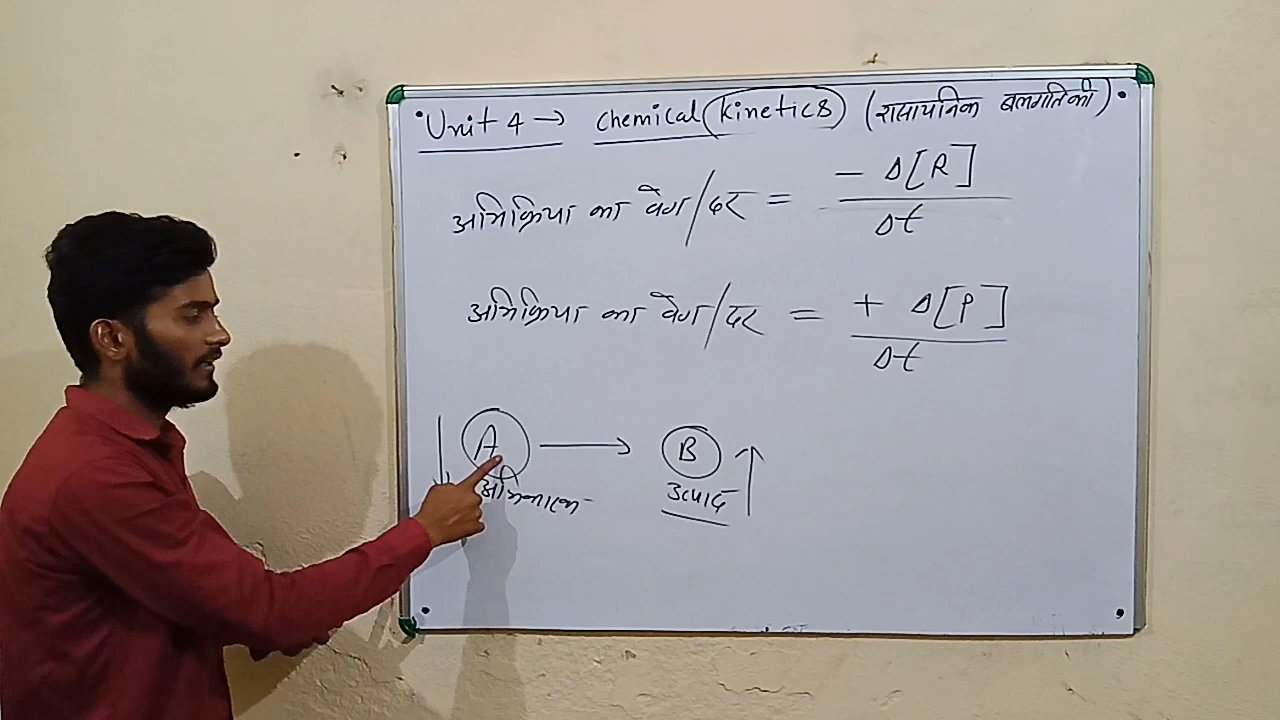 Unit 4 → Chemical Kinetics (रासायनिक बलगतिकी)
अभिक्रिया का वेग/दर = - Δ[R] / Δt
अभिक्रिया का वेग/दर = + Δ[P] / Δt
↓ A → B ↑
अभिकारक उत्पाद